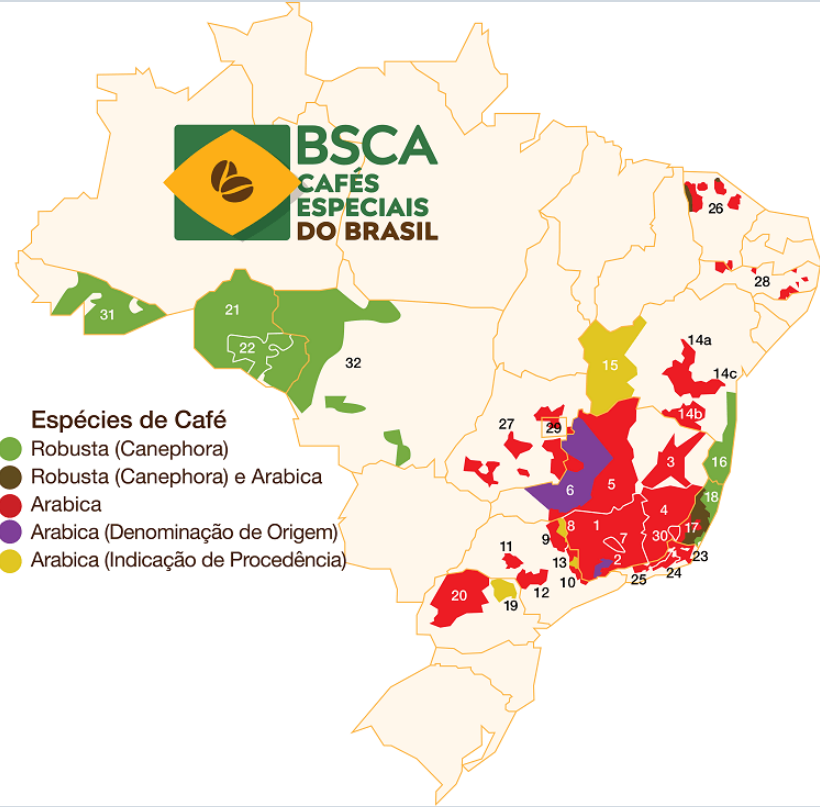 BSCA
CAFÉS
ESPECIAIS
DO BRASIL
26
28
31
21
22
32
15
14a
14c
14b
27
29
3
16
6
5
18
4
17
9
8
1
7
30
23
11
13
2
10
25
24
12
20
19
Espécies de Café
Robusta (Canephora)
Robusta (Canephora) e Arabica
Arabica
Arabica (Denominação de Origem)
Arabica (Indicação de Procedência)